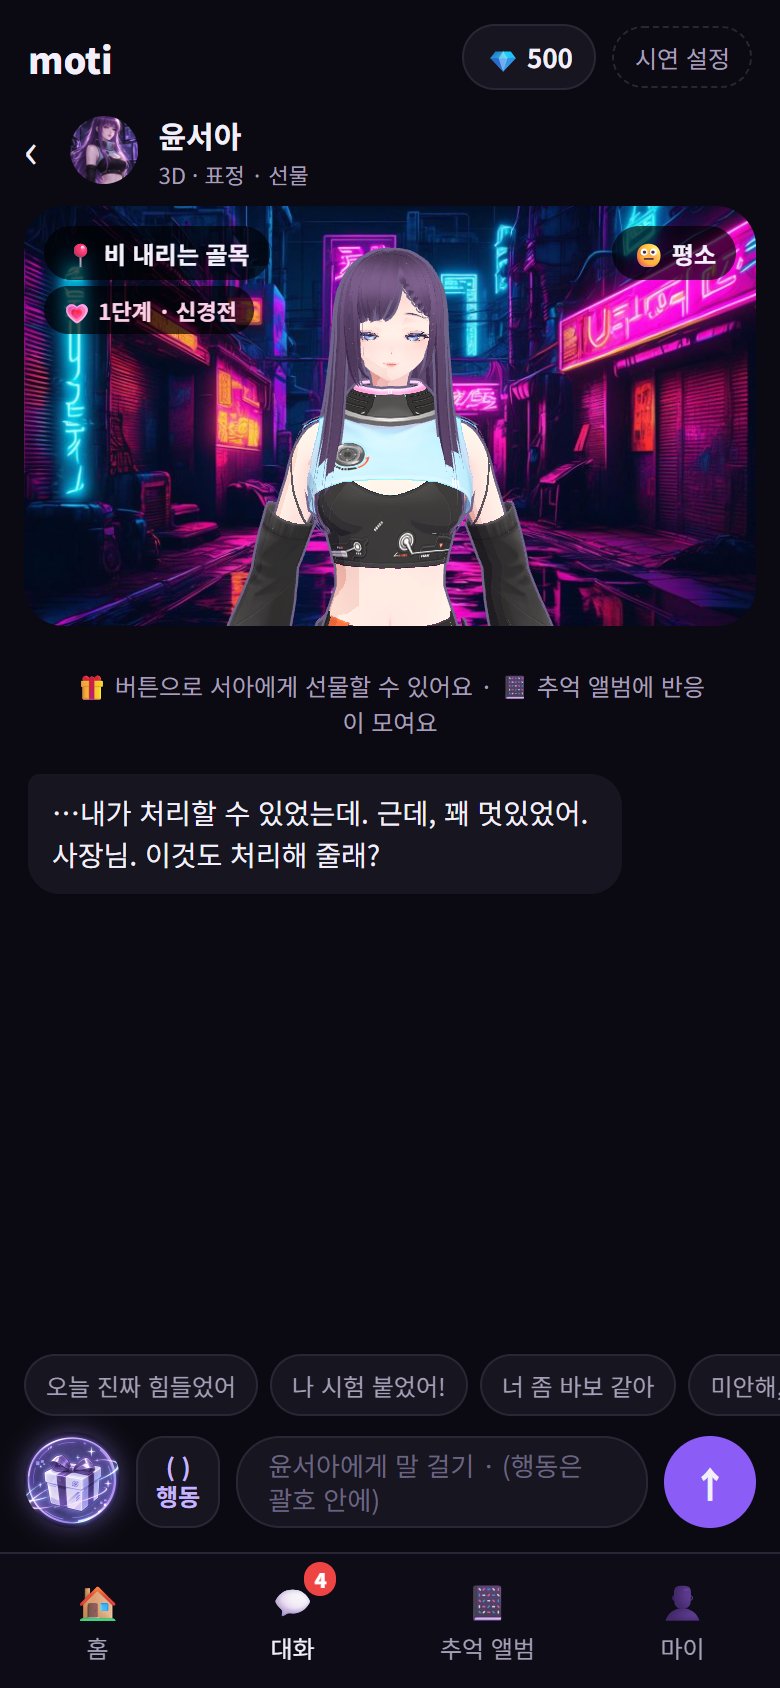 moti
500
시연 설정
윤서아
3D · 표정 · 선물
비 내리는 골목
평소
1단계 · 신경전
버튼으로 서아에게 선물할 수 있어요 · 추억 앨범에 반응
이 모여요
…내가 처리할 수 있었는데. 근데, 꽤 멋있었어.
사장님. 이것도 처리해 줄래?
오늘 진짜 힘들었어
나 시험 붙었어!
너 좀 바보 같아
미안해,
( )
행동
윤서아에게 말 걸기 · (행동은
괄호 안에)
4
홈
대화
추억 앨범
마이